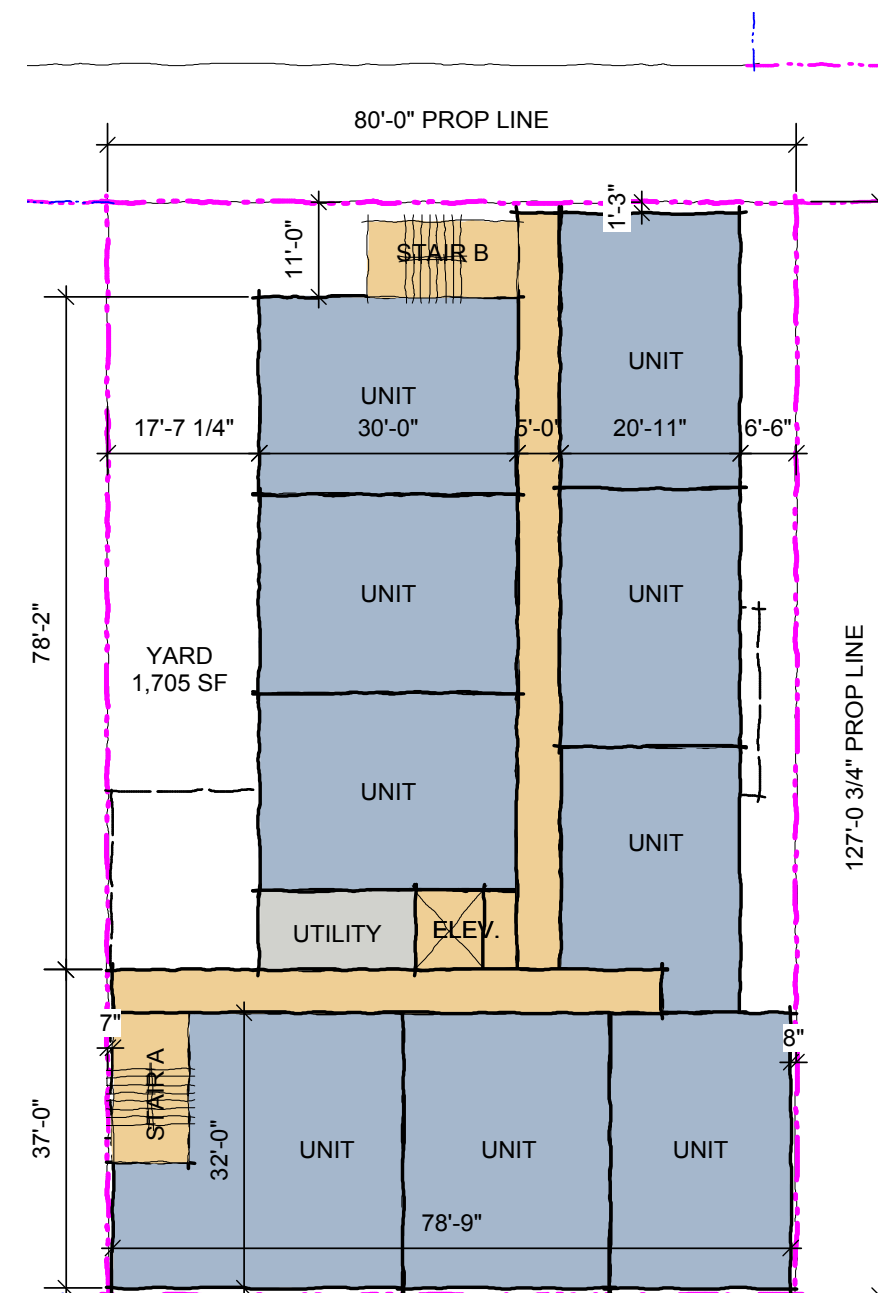 80'-0" PROP LINE
1'-3"
11'-0"
STAIR B
UNIT
UNIT
17'-7 1/4"
30'-0"
5'-0"
20'-11"
6'-6"
UNIT
UNIT
78'-2"
YARD
1,705 SF
127'-0 3/4" PROP LINE
UNIT
UNIT
UTILITY
ELEV.
7"
8"
STAIR A
37'-0"
32'-0"
UNIT
UNIT
UNIT
78'-9"